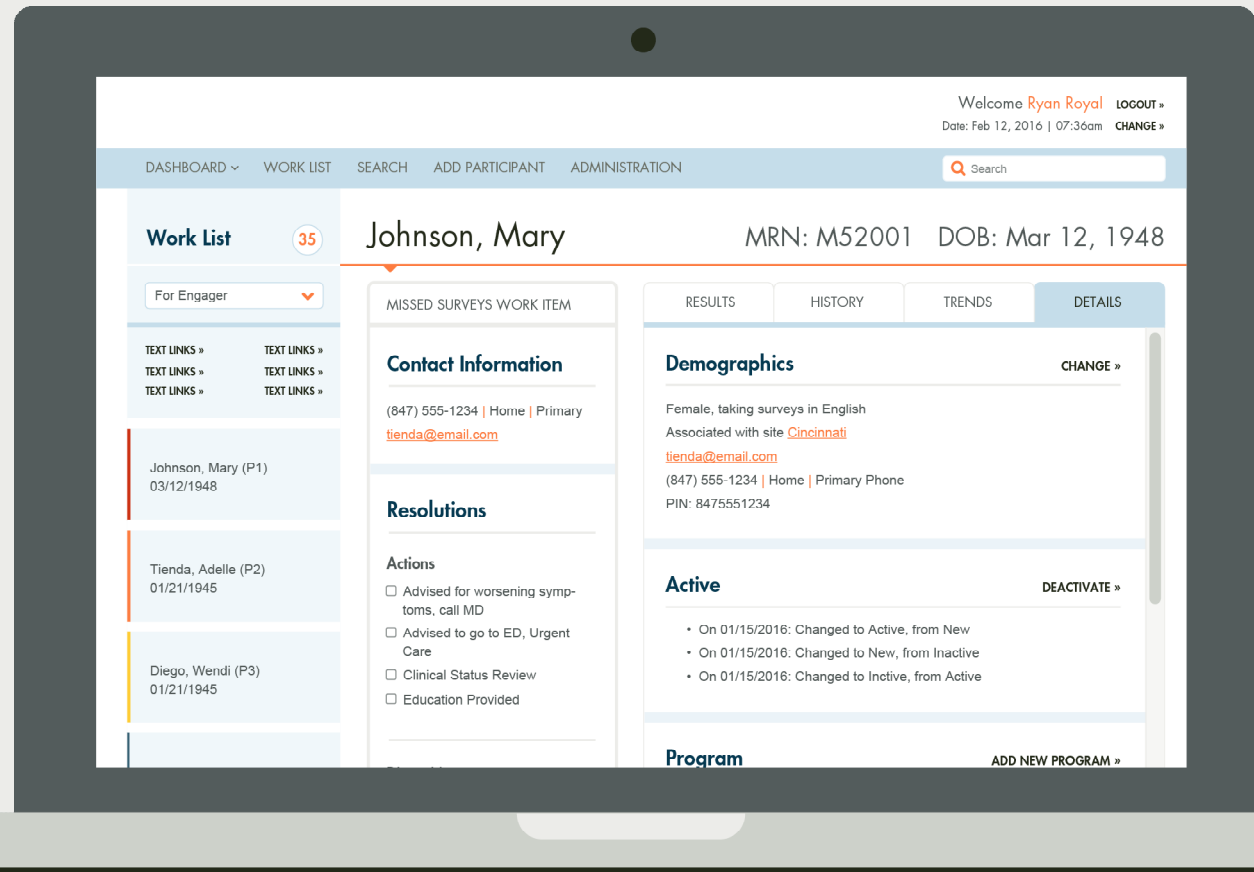 Welcome Ryan Royal LOGOUT »
Date: Feb 12, 2016 | 07:36am CHANGE »
DASHBOARD WORK LIST SEARCH ADD PARTICIPANT ADMINISTRATION
Search
Work List 35
For Engager
TEXT LINKS » TEXT LINKS »
TEXT LINKS » TEXT LINKS »
TEXT LINKS » TEXT LINKS »
Johnson, Mary (P1)
03/12/1948
Tienda, Adelle (P2)
01/21/1945
Diego, Wendi (P3)
01/21/1945
Johnson, Mary MRN: M52001 DOB: Mar 12, 1948
MISSED SURVEYS WORK ITEM
Contact Information
(847) 555-1234 | Home | Primary
tienda@email.com
Resolutions
Actions
Advised for worsening symp-
toms, call MD
Advised to go to ED, Urgent
Care
Clinical Status Review
Education Provided
RESULTS HISTORY TRENDS DETAILS
Demographics CHANGE »
Female, taking surveys in English
Associated with site Cincinnati
tienda@email.com
(847) 555-1234 | Home | Primary Phone
PIN: 8475551234
Active DEACTIVATE »
• On 01/15/2016: Changed to Active, from New
• On 01/15/2016: Changed to New, from Inactive
• On 01/15/2016: Changed to Inctive, from Active
Program ADD NEW PROGRAM »